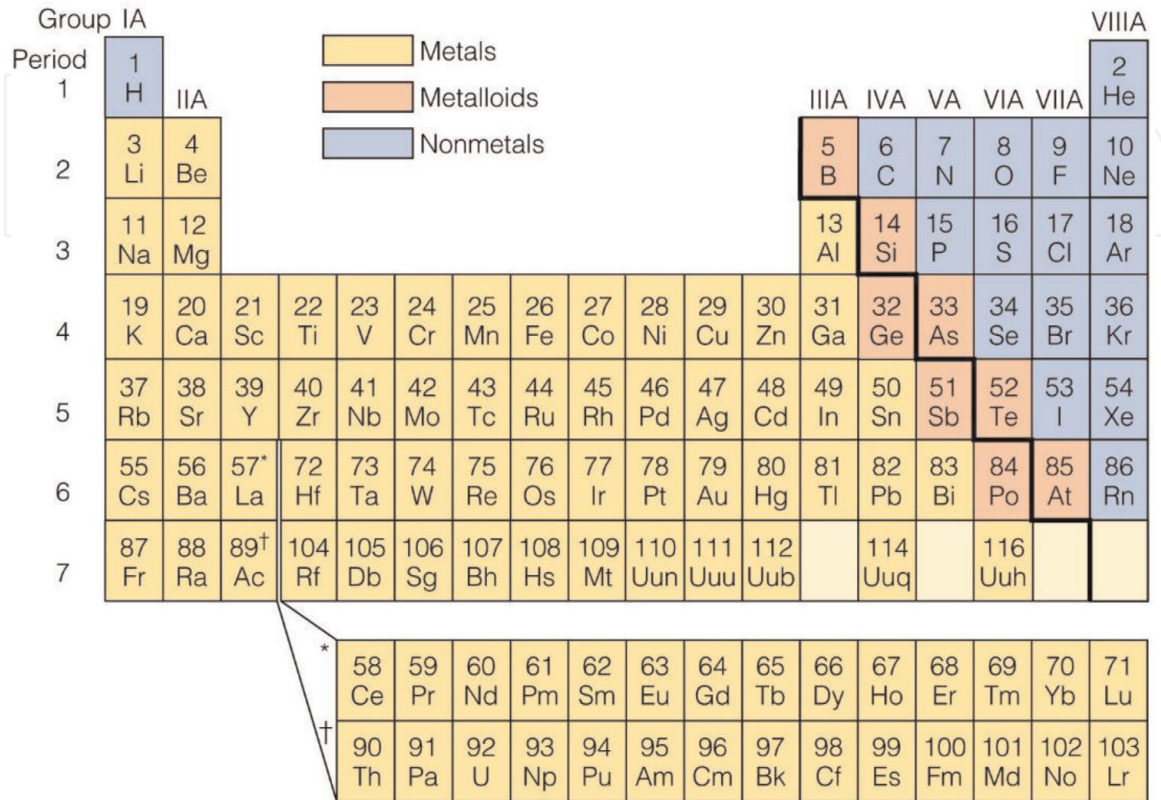 Group IA VIIIA
Period
Metals
Metalloids
Nonmetals
1 2
1 H IIA IIIA IVA VA VIA VIIA He
3 4 5 6 7 8 9 10
2 Li Be B C N O F Ne
11 12 13 14 15 16 17 18
3 Na Mg Al Si P S Cl Ar
19 20 21 22 23 24 25 26 27 28 29 30 31 32 33 34 35 36
4 K Ca Sc Ti V Cr Mn Fe Co Ni Cu Zn Ga Ge As Se Br Kr
37 38 39 40 41 42 43 44 45 46 47 48 49 50 51 52 53 54
5 Rb Sr Y Zr Nb Mo Tc Ru Rh Pd Ag Cd In Sn Sb Te I Xe
55 56 57* 72 73 74 75 76 77 78 79 80 81 82 83 84 85 86
6 Cs Ba La Hf Ta W Re Os Ir Pt Au Hg Tl Pb Bi Po At Rn
87 88 89† 104 105 106 107 108 109 110 111 112 114 116
7 Fr Ra Ac Rf Db Sg Bh Hs Mt Uun Uuu Uub Uuq Uuh
* 58 59 60 61 62 63 64 65 66 67 68 69 70 71
Ce Pr Nd Pm Sm Eu Gd Tb Dy Ho Er Tm Yb Lu
† 90 91 92 93 94 95 96 97 98 99 100 101 102 103
Th Pa U Np Pu Am Cm Bk Cf Es Fm Md No Lr